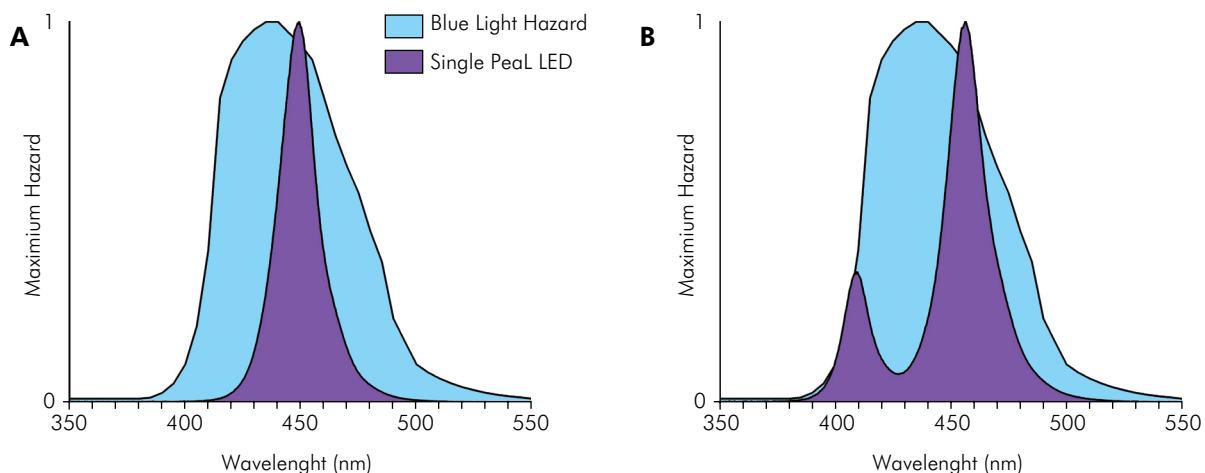 A
1
Blue Light Hazard
Single PeaL LED
Maximium Hazard
0
350
400
450
500
550
Wavelenght (nm)
B
1
Maximium Hazard
0
350
400
450
500
550
Wavelenght (nm)